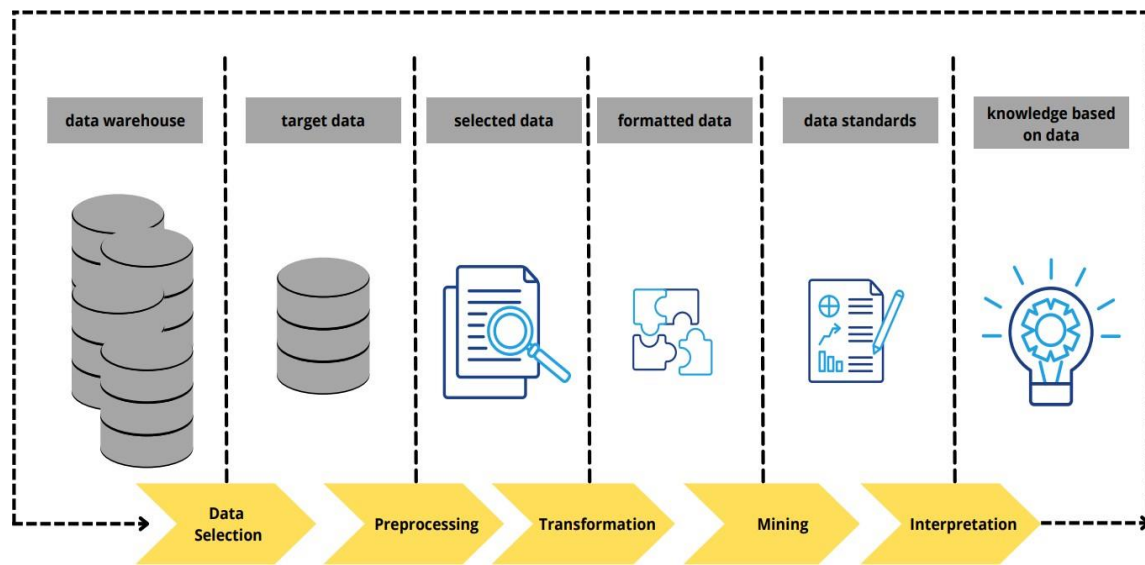 data warehouse
target data
selected data
formatted data
data standards
knowledge based
on data
Data
Selection
Preprocessing
Transformation
Mining
Interpretation